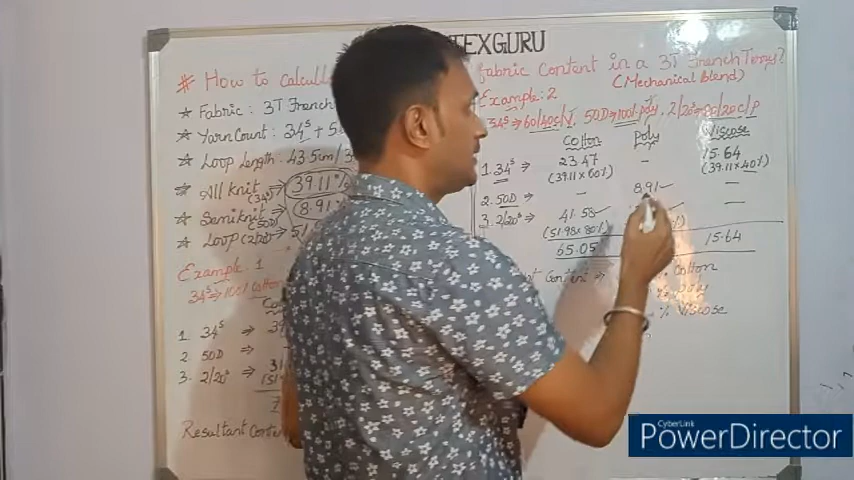 TEXGURU
* How to Calcul Fabric Content in a 3T French Terry?
(Mechanical Blend)
* Fabric : 3T French
* Yarn Count : 34s + 5
* Loop Length : 43.5cm/3
* All knit (34s) ⇒ 39.11%
* Semiknit (50D) ⇒ 8.91
* Loop (2/20s) ⇒ 51
Example. 1
34s ⇒ 100% Cotton
1. 34s ⇒
2. 50D ⇒
3. 2/20s ⇒
Resultant Conten
Example: 2
34s ⇒ 60/40 C/V, 50D ⇒ 100% poly, 2/20s ⇒ 80/20 C/P
Cotton Poly Viscose
1. 34s ⇒ 23.47 - 15.64
(39.11×60%) (39.11×40%)
2. 50D ⇒ - 8.91 -
3. 2/20s ⇒ 41.58 -
(51.98×80%)
65.05 15.64
Content ⇒ % Cotton
% Poly
% Viscose
CyberLink
PowerDirector